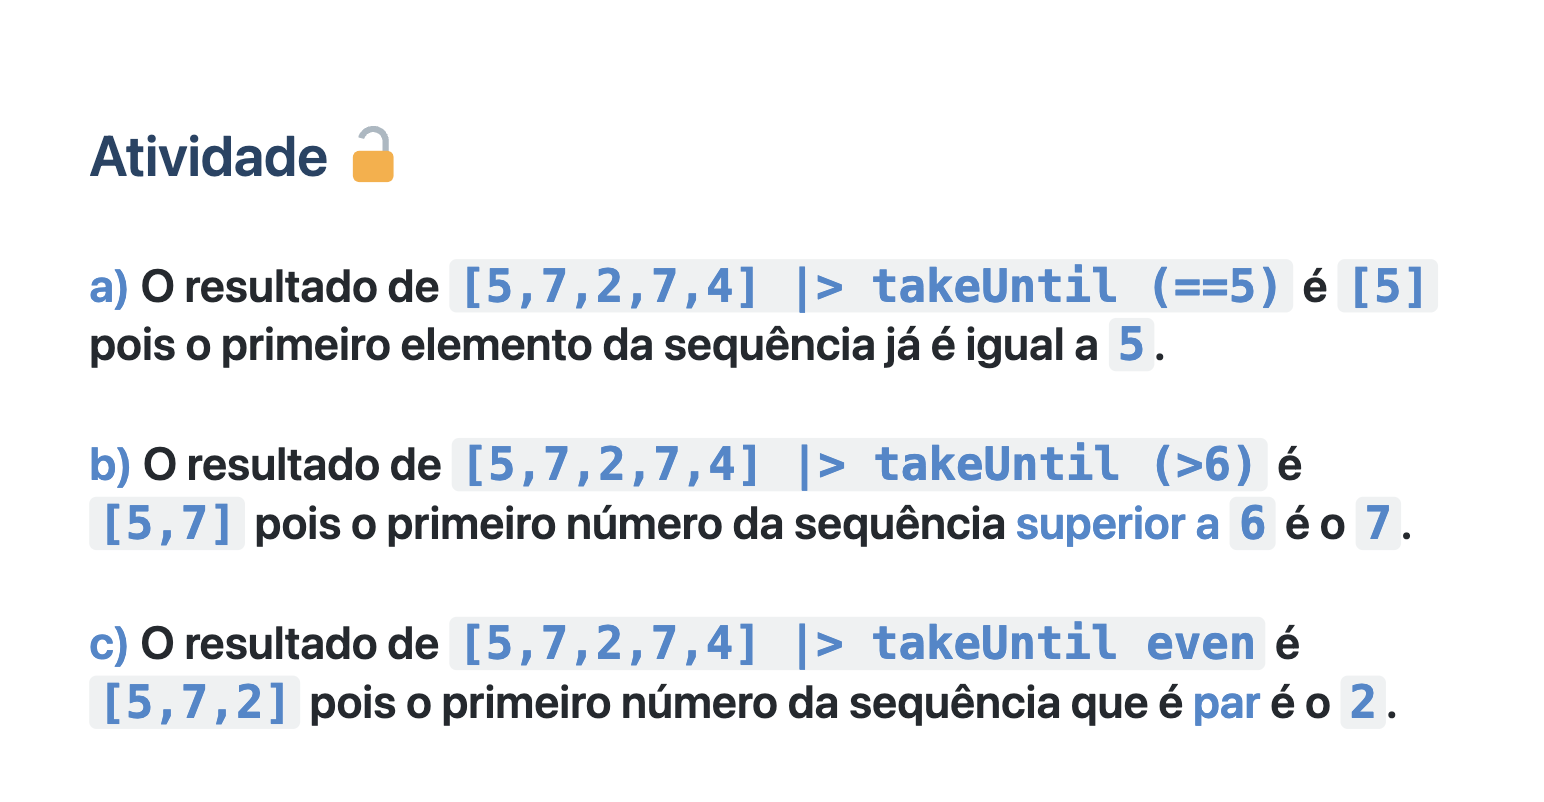 Atividade 🔓
a) O resultado de [5,7,2,7,4] |> takeUntil (==5) é [5]
pois o primeiro elemento da sequência já é igual a 5.
b) O resultado de [5,7,2,7,4] |> takeUntil (>6) é
[5,7] pois o primeiro número da sequência superior a 6 é o 7.
c) O resultado de [5,7,2,7,4] |> takeUntil even é
[5,7,2] pois o primeiro número da sequência que é par é o 2.